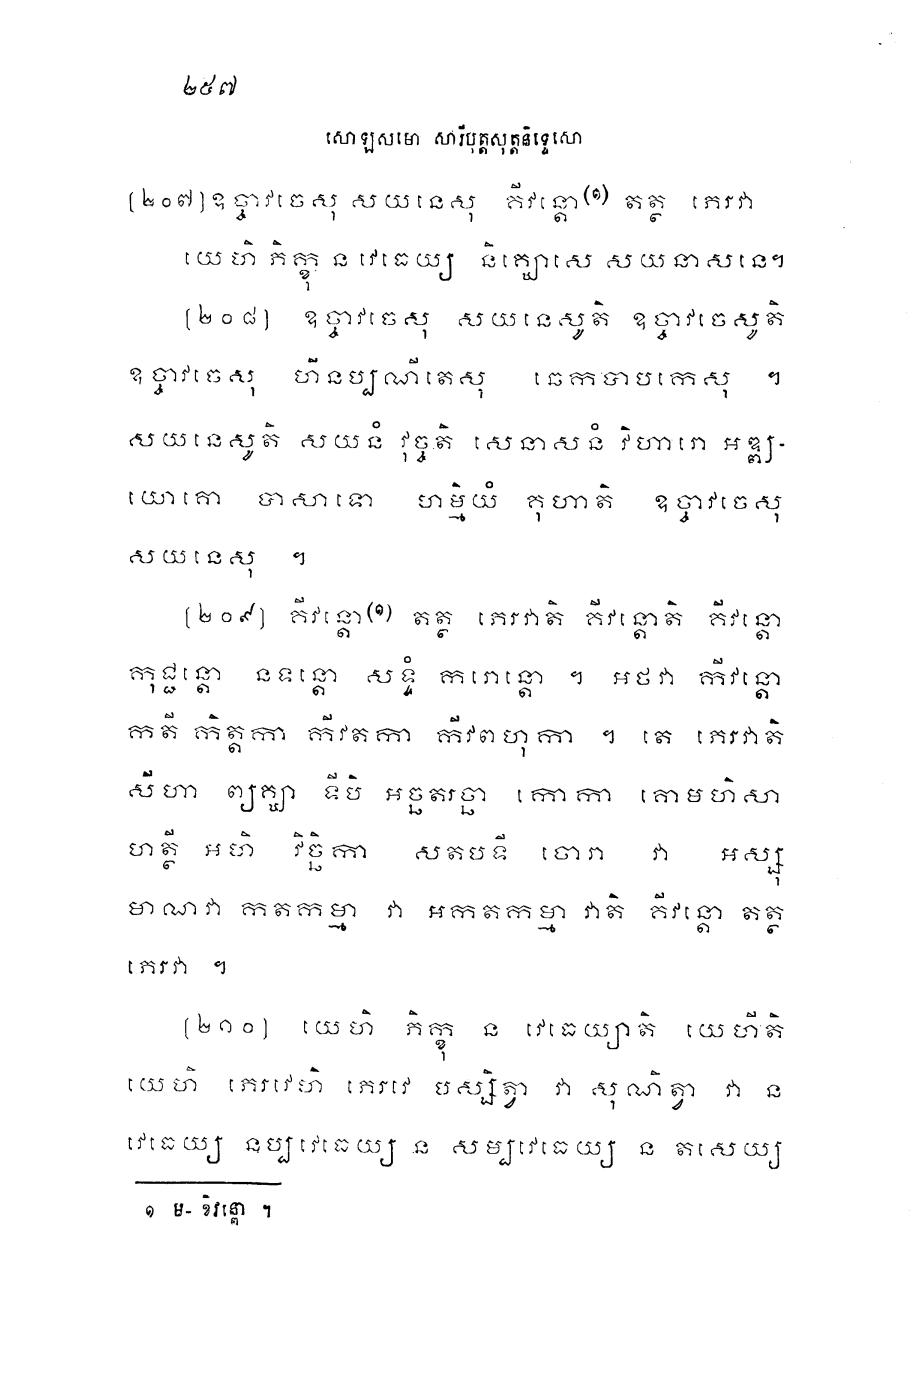 ២៥៧
សោឡសមោ សារីបុត្តសុត្តនិទ្ទេសោ
[២០៧] ឧច្ចាវចេសុ សយនេសុ កីវន្តោ(១) តត្ថ ភេរវា
យេហិ ភិក្ខុ ន វេធេយ្យ និគ្ឃោសេ សយនាសនេ។
[២០៨] ឧច្ចាវចេសុ សយនេសូតិ ឧច្ចាវចេសូតិ
ឧច្ចាវចេសុ ហីនប្បណីតេសុ ឆេកបាបកេសុ ។
សយនេសូតិ សយនំ វុច្ចតិ សេនាសនំ វិហារោ អឌ្ឍ-
យោគោ បាសាទោ ហម្មិយំ គុហាតិ ឧច្ចាវចេសុ
សយនេសុ ។
[២០៩] កីវន្តោ(១) តត្ថ ភេរវាតិ កីវន្តោតិ កីវន្តោ
កុជ្ជន្តោ នទន្តោ សទ្ទំ ករោន្តោ ។ អថវា កីវន្តោ
កតី កិត្តកា កីវតកា កីវពហុកា ។ តេ ភេរវាតិ
សីហា ព្យគ្ឃា ទីបិ អច្ឆតរច្ឆា កោកា គោមហិសា
ហត្ថី អហិ វិច្ឆិកា សតបទី ចោរា វា អស្សុ
មាណវា កតកម្មា វា អកតកម្មា វាតិ កីវន្តោ តត្ថ
ភេរវា ។
[២១០] យេហិ ភិក្ខុ ន វេធេយ្យាតិ យេហីតិ
យេហិ ភេរវេហិ ភេរវេ បស្សិត្វា វា សុណិត្វា វា ន
វេធេយ្យ នប្បវេធេយ្យ ន សម្បវេធេយ្យ ន តសេយ្យ
១ ម- ខិវន្តោ ។